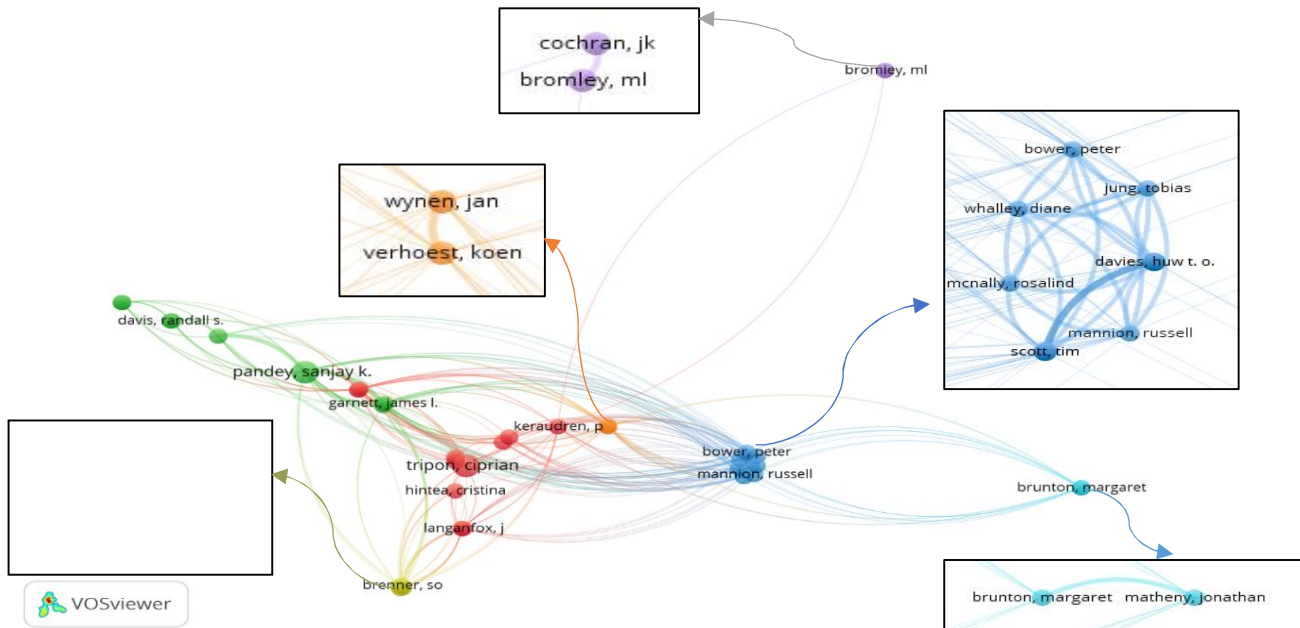 cochran, jk
bromley, ml
bromley, ml
bower, peter
jung, tobias
whalley, diane
davies, huw t. o.
mcnally, rosalind
mannion, russell
scott, tim
wynen, jan
verhoest, koen
davis, randall s.
pandey, sanjay k.
garnett, james l.
keraudren, p
tripon, ciprian
bower, peter
mannion, russell
hintea, cristina
brunton, margaret
langanfox, j
brenner, so
brunton, margaret
matheny, jonathan
VOSviewer